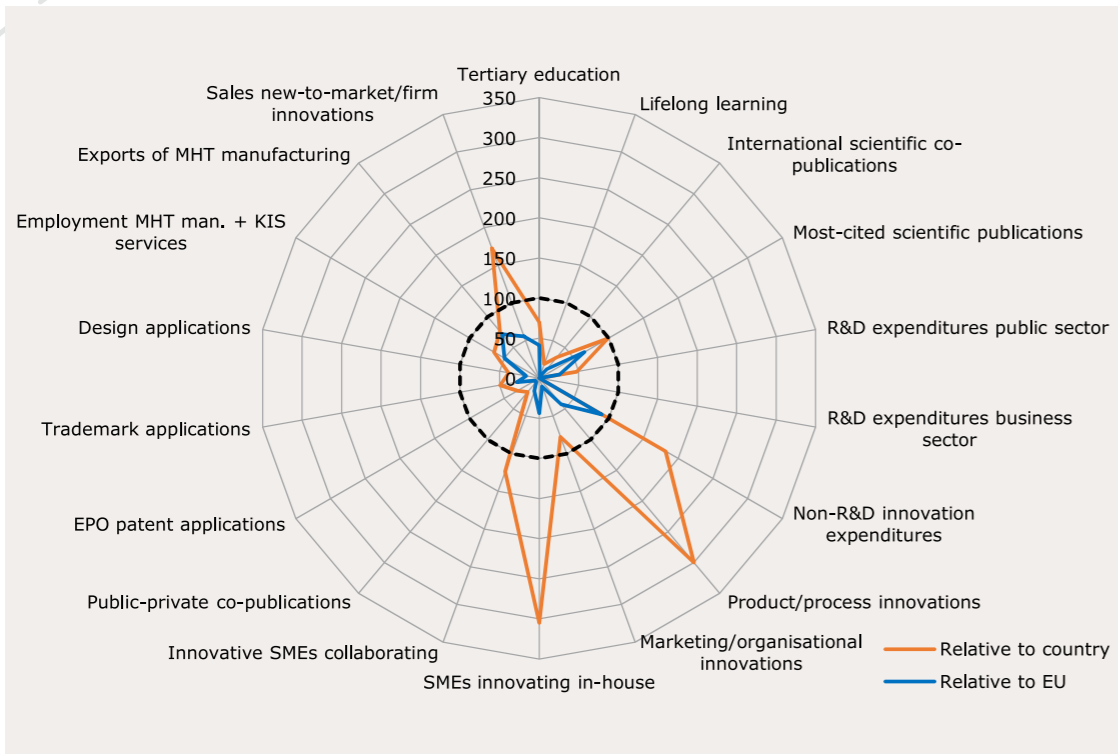 Tertiary education
Sales new-to-market/firm
innovations
Lifelong learning
350
300
250
200
150
100
50
0
Exports of MHT manufacturing
International scientific co-
publications
Employment MHT man. + KIS
services
Most-cited scientific publications
Design applications
R&D expenditures public sector
Trademark applications
R&D expenditures business
sector
EPO patent applications
Non-R&D innovation
expenditures
Public-private co-publications
Product/process innovations
Innovative SMEs collaborating
Marketing/organisational
innovations
SMEs innovating in-house
Relative to country
Relative to EU